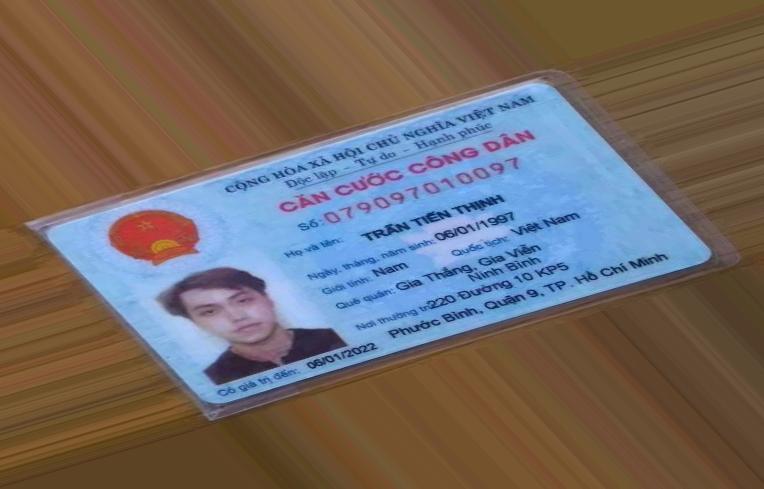 CỘNG HÒA XÃ HỘI CHỦ NGHĨA VIỆT NAM
Độc lập - Tự do - Hạnh phúc
CĂN CƯỚC CÔNG DÂN
Số: 079097010097
Họ và tên: TRẦN TIẾN THỊNH
Ngày, tháng, năm sinh: 06/01/1997
Giới tính: Nam Quốc tịch: Việt Nam
Quê quán: Gia Thắng, Gia Viễn
Ninh Bình
Nơi thường trú: 220 Đường 10 KP5
Phước Bình, Quận 9, TP. Hồ Chí Minh
Có giá trị đến: 06/01/2022